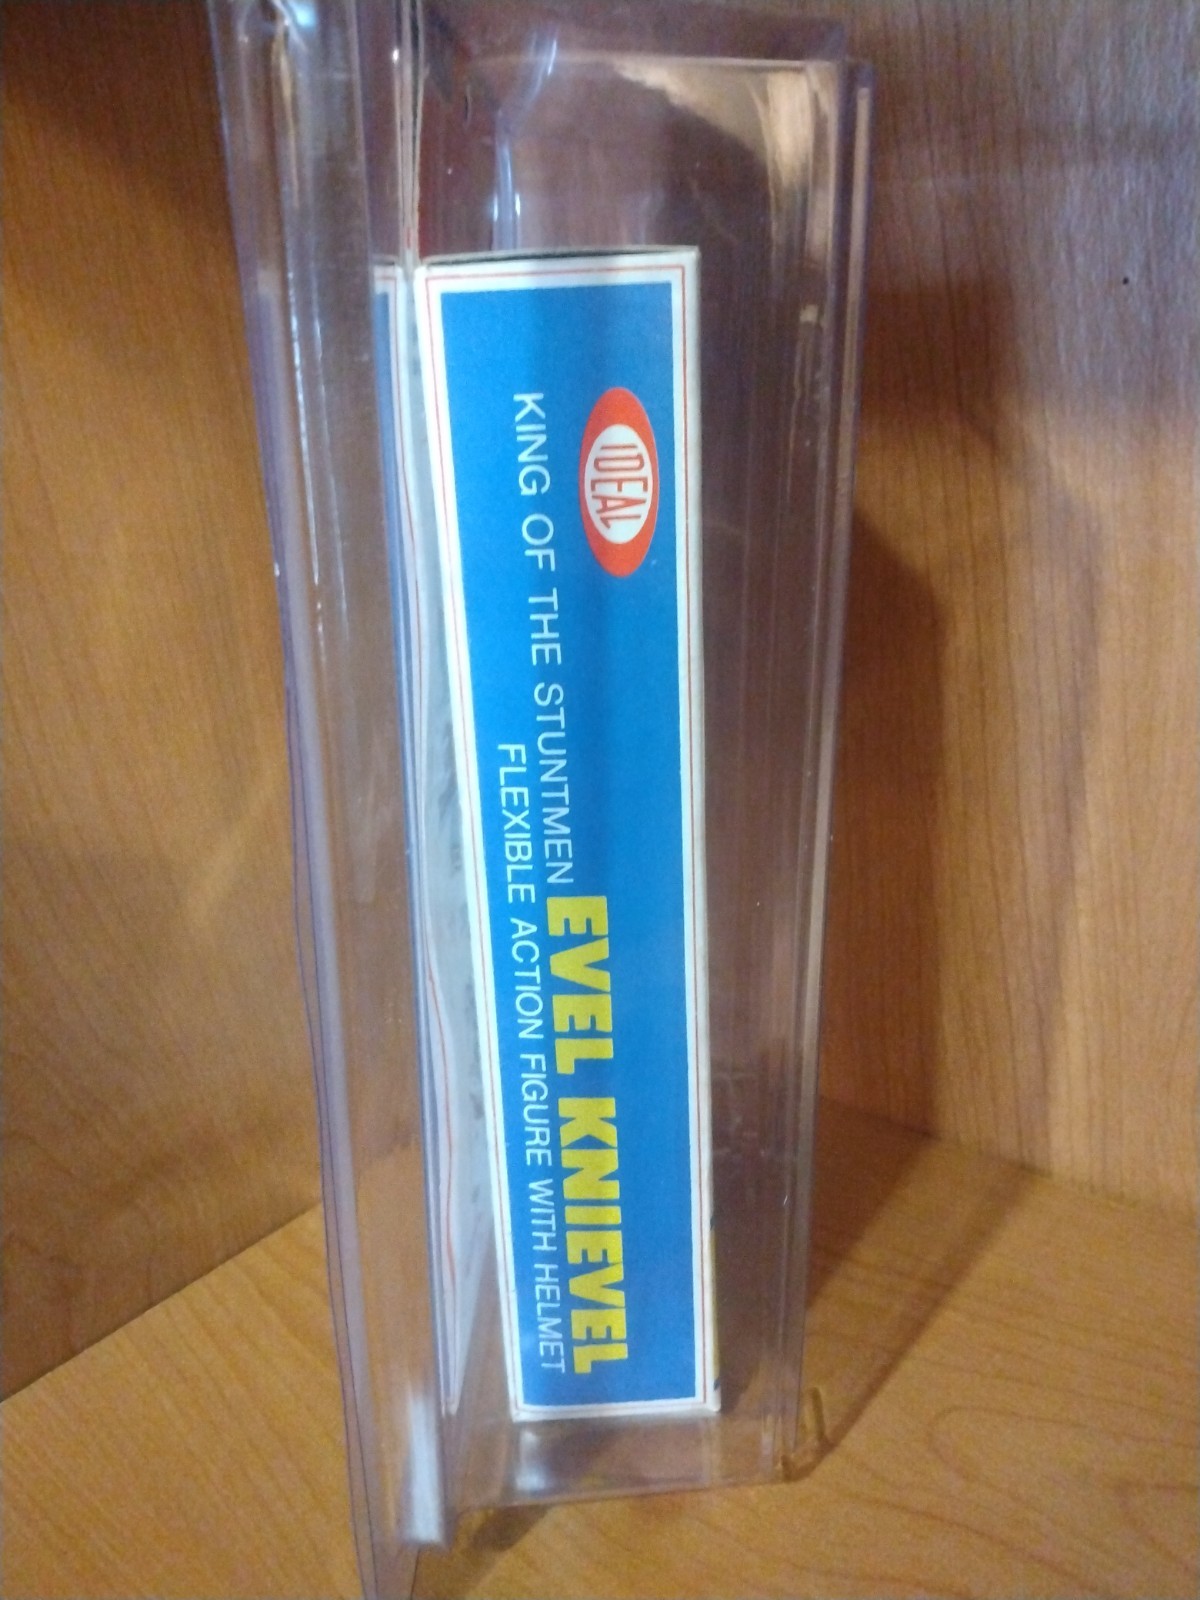 IDEAL
KING OF THE STUNTMEN EVEL KNIEVEL
FLEXIBLE ACTION FIGURE WITH HELMET